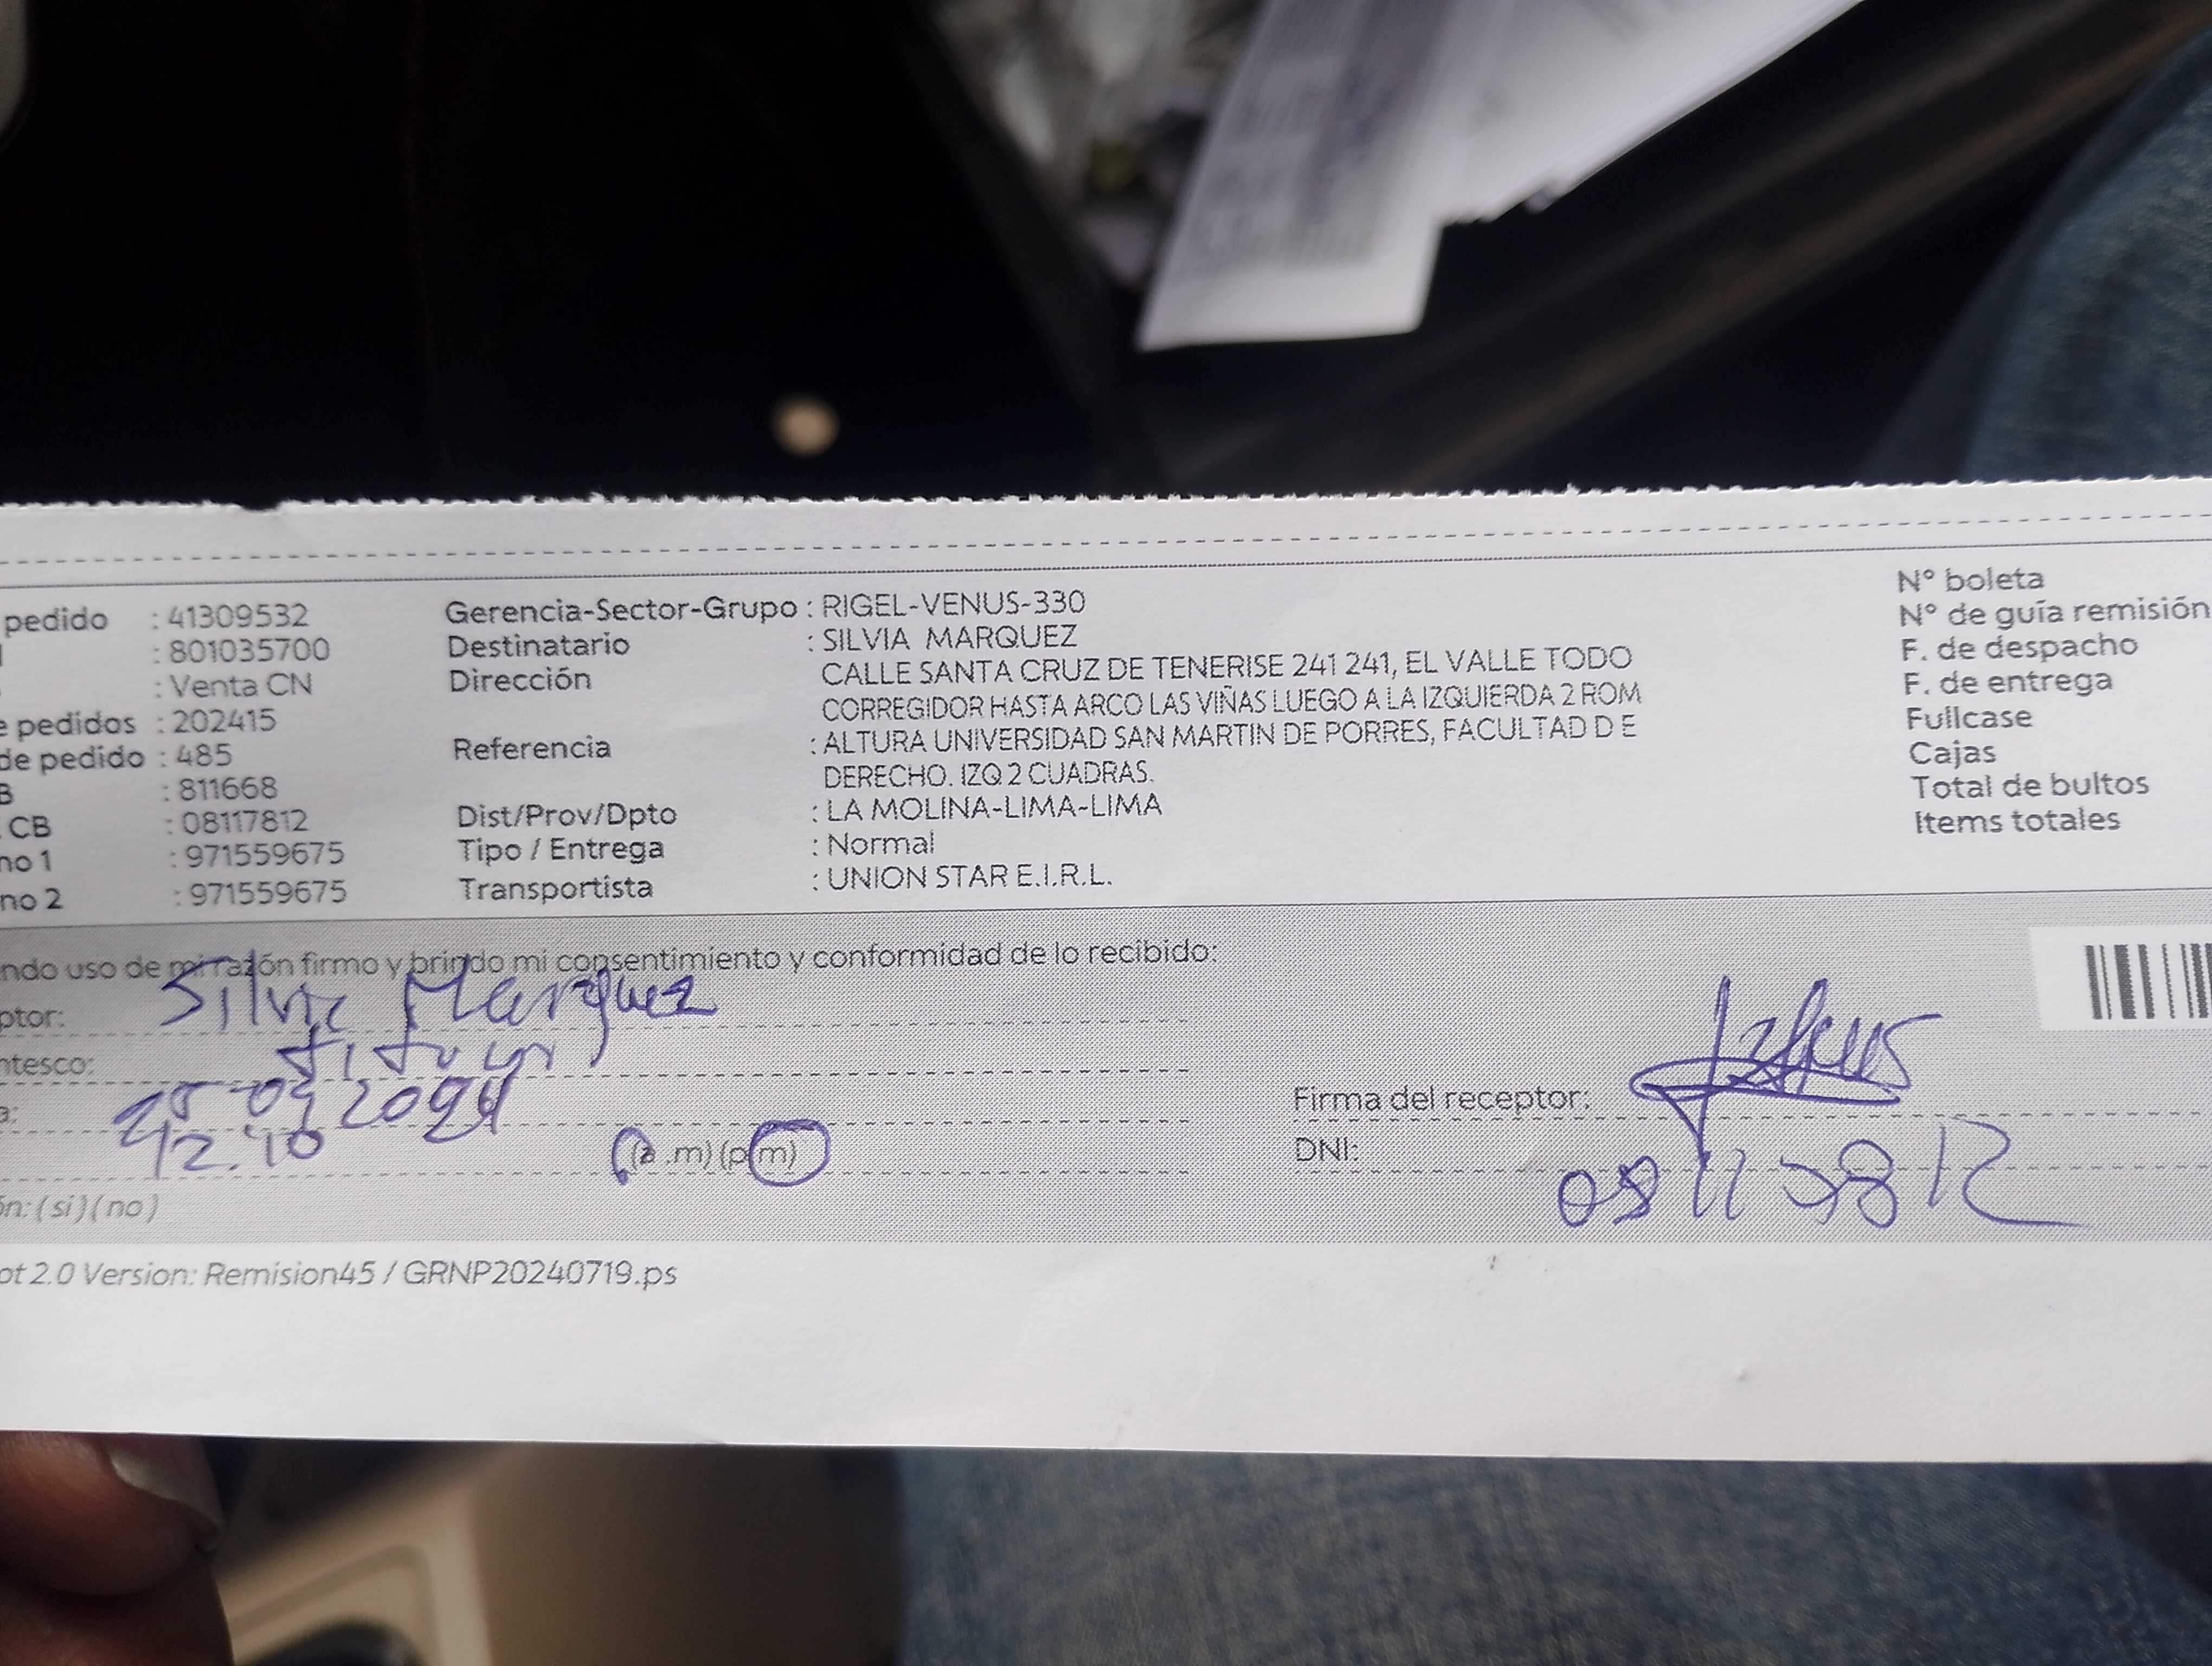 pedido : 41309532
: 801035700
: Venta CN
e pedidos : 202415
de pedido : 485
B : 811668
CB : 08117812
no 1 : 971559675
no 2 : 971559675
Gerencia-Sector-Grupo : RIGEL-VENUS-330
Destinatario : SILVIA MARQUEZ
Dirección CALLE SANTA CRUZ DE TENERISE 241 241, EL VALLE TODO
CORREGIDOR HASTA ARCO LAS VIÑAS LUEGO A LA IZQUIERDA 2 ROM
Referencia : ALTURA UNIVERSIDAD SAN MARTIN DE PORRES, FACULTAD D E
DERECHO. IZQ 2 CUADRAS.
Dist/Prov/Dpto : LA MOLINA-LIMA-LIMA
Tipo / Entrega : Normal
Transportista : UNION STAR E.I.R.L.
N° boleta
N° de guía remisión
F. de despacho
F. de entrega
Fullcase
Cajas
Total de bultos
Items totales
ndo uso de mi razón firmo y brindo mi consentimiento y conformidad de lo recibido:
ptor: Silvia Marquez
ntesco: titular
a: 2024
12.10 (a .m) (p.m)
ón: (si) (no)
Firma del receptor:
DNI: 08117812
ot 2.0 Version: Remision45 / GRNP20240719.ps